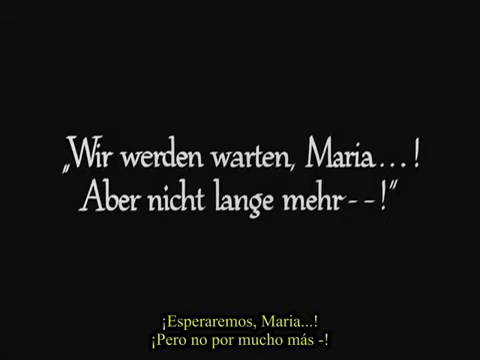 „Wir werden warten, Maria...!
Aber nicht lange mehr--!“
¡Esperaremos, Maria...!
¡Pero no por mucho más -!